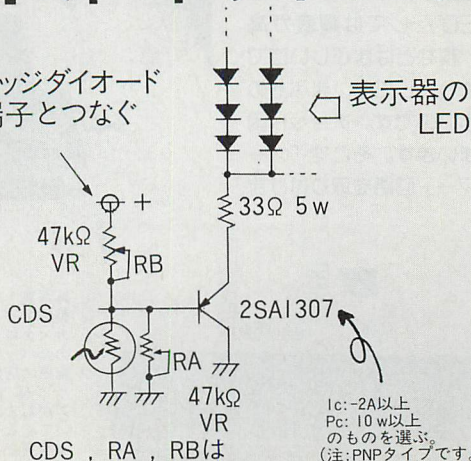 ッジダイオード
子とつなぐ
表示器の
LED
+
33Ω 5w
47kΩ
VR
RB
CDS
2SA1307
RA
47kΩ
VR
Ic:-2A以上
Pc: 10w以上
のものを選ぶ。
(注:PNPタイプです。
CDS , RA , RBは